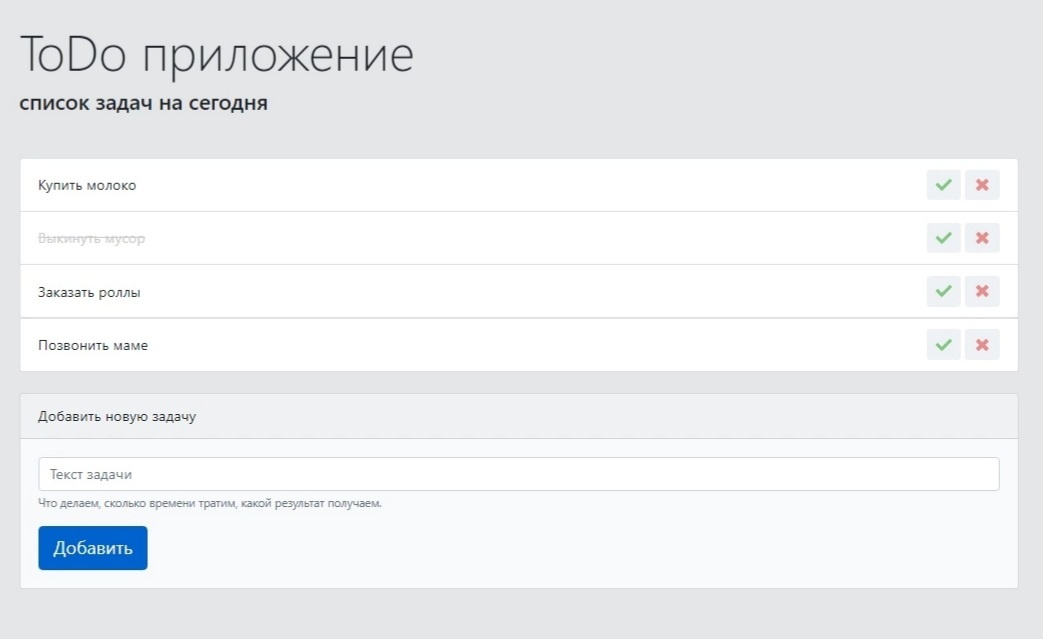 ToDo приложение
список задач на сегодня
Купить молоко
Выкинуть мусор
Заказать роллы
Позвонить маме
Добавить новую задачу
Текст задачи
Что делаем, сколько времени тратим, какой результат получаем.
Добавить